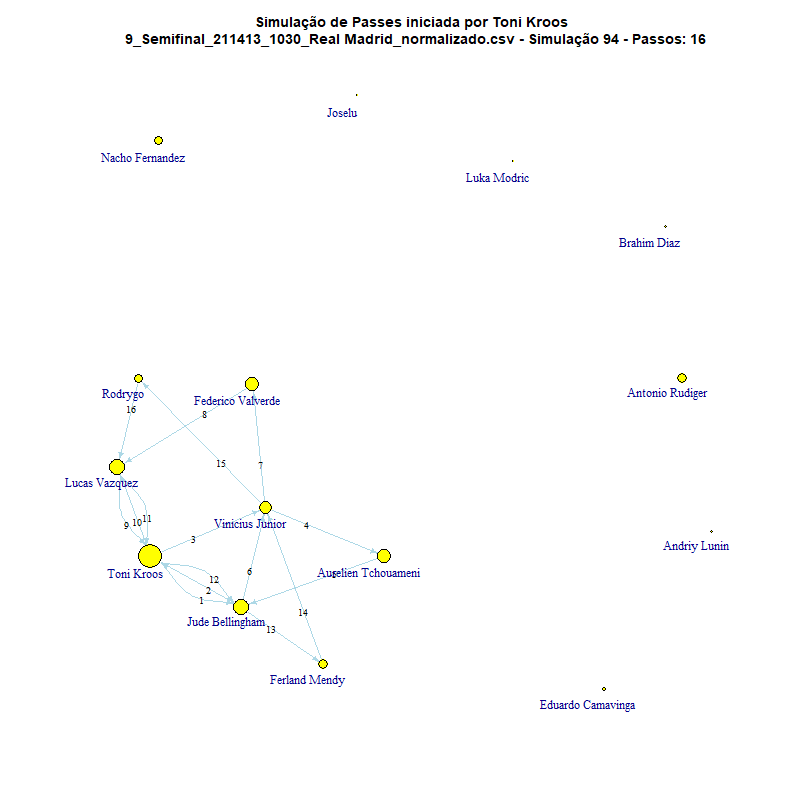 Simulação de Passes iniciada por Toni Kroos
9_Semifinal_211413_1030_Real Madrid_normalizado.csv - Simulação 94 - Passos: 16
Joselu
Nacho Fernandez
Luka Modric
Brahim Diaz
Rodrygo
Federico Valverde
Antonio Rudiger
16
8
15
7
Lucas Vazquez
9
10
11
Vinicius Junior
4
3
Andriy Lunin
Toni Kroos
Aurelien Tchouameni
6
12
2
1
14
Jude Bellingham
13
Ferland Mendy
Eduardo Camavinga